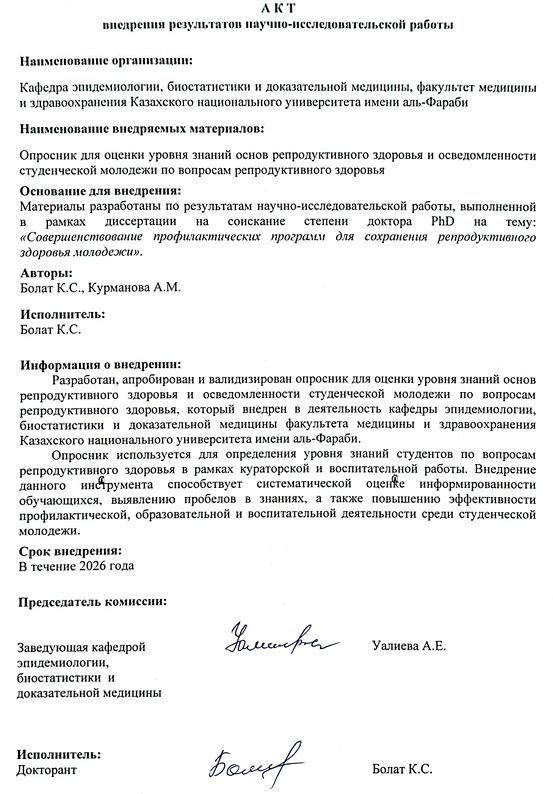 А К Т
внедрения результатов научно-исследовательской работы
Наименование организации:
Кафедра эпидемиологии, биостатистики и доказательной медицины, факультет медицины
и здравоохранения Казахского национального университета имени аль-Фараби
Наименование внедряемых материалов:
Опросник для оценки уровня знаний основ репродуктивного здоровья и осведомленности
студенческой молодежи по вопросам репродуктивного здоровья
Основание для внедрения:
Материалы разработаны по результатам научно-исследовательской работы, выполненной
в рамках диссертации на соискание степени доктора PhD на тему:
«Совершенствование профилактических программ для сохранения репродуктивного
здоровья молодежи».
Авторы:
Болат К.С., Курманова А.М.
Исполнитель:
Болат К.С.
Информация о внедрении:
Разработан, апробирован и валидизирован опросник для оценки уровня знаний основ
репродуктивного здоровья и осведомленности студенческой молодежи по вопросам
репродуктивного здоровья, который внедрен в деятельность кафедры эпидемиологии,
биостатистики и доказательной медицины факультета медицины и здравоохранения
Казахского национального университета имени аль-Фараби.
Опросник используется для определения уровня знаний студентов по вопросам
репродуктивного здоровья в рамках кураторской и воспитательной работы. Внедрение
данного инструмента способствует систематической оценке информированности
обучающихся, выявлению пробелов в знаниях, а также повышению эффективности
профилактической, образовательной и воспитательной деятельности среди студенческой
молодежи.
Срок внедрения:
В течение 2026 года
Председатель комиссии:
Заведующая кафедрой Уалиева А.Е.
эпидемиологии,
биостатистики и
доказательной медицины
Исполнитель:
Докторант Болат К.С.